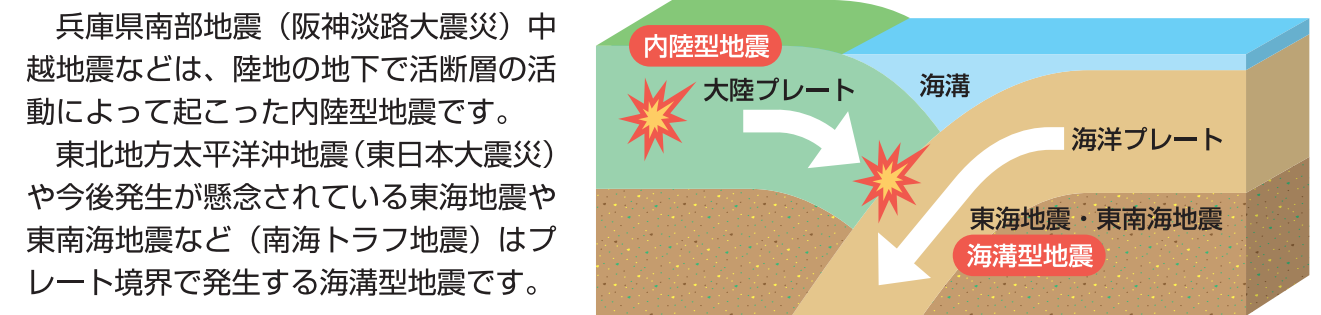 兵庫県南部地震（阪神淡路大震災）中
越地震などは、陸地の地下で活断層の活
動によって起こった内陸型地震です。
東北地方太平洋沖地震（東日本大震災）
や今後発生が懸念されている東海地震や
東南海地震など（南海トラフ地震）はプ
レート境界で発生する海溝型地震です。
内陸型地震
大陸プレート
海溝
海洋プレート
東海地震・東南海地震
海溝型地震